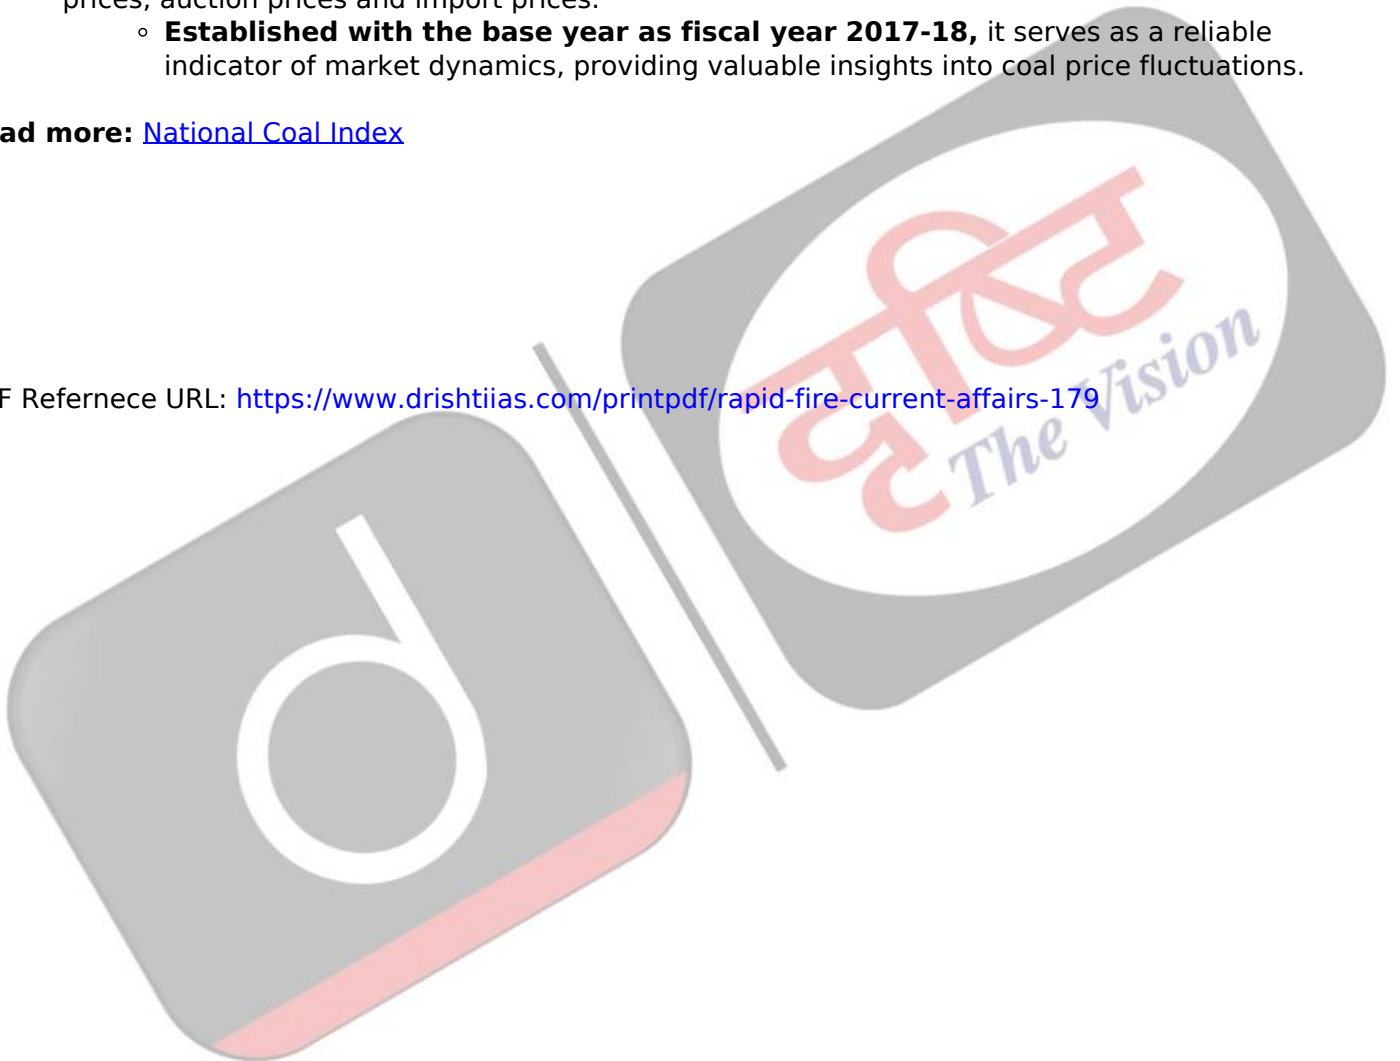 prices, auction prices and import prices.
◦ Established with the base year as fiscal year 2017-18, it serves as a reliable
indicator of market dynamics, providing valuable insights into coal price fluctuations.
ad more: National Coal Index
दृष्टि
The Vision
F Refernece URL: https://www.drishtiias.com/printpdf/rapid-fire-current-affairs-179
d